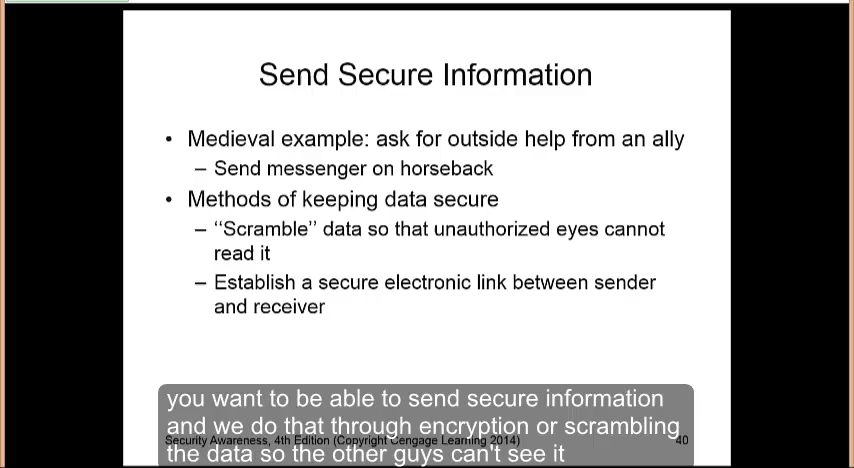 Send Secure Information
• Medieval example: ask for outside help from an ally
– Send messenger on horseback
• Methods of keeping data secure
– ‘‘Scramble’’ data so that unauthorized eyes cannot
read it
– Establish a secure electronic link between sender
and receiver
you want to be able to send secure information
and we do that through encryption or scrambling
Security Awareness, 4th Edition (Copyright Cengage Learning 2014)
40
the data so the other guys can't see it